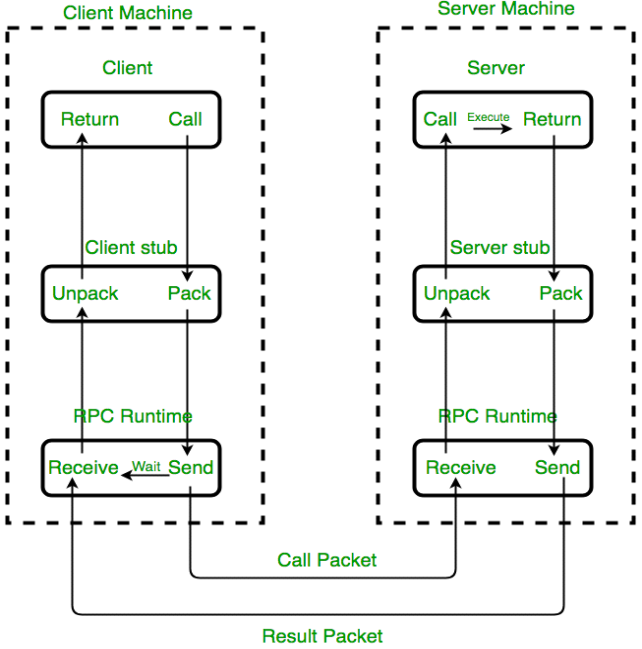 Client Machine
Server Machine
Client
Server
Return Call
Call Execute Return
Client stub
Server stub
Unpack Pack
Unpack Pack
RPC Runtime
RPC Runtime
Receive Wait Send
Receive Send
Call Packet
Result Packet